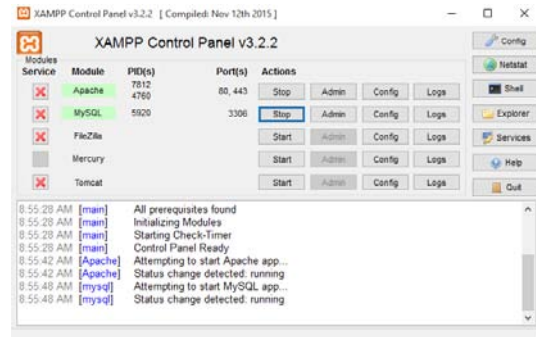 XAMPP Control Panel v3.2.2 [ Compiled: Nov 12th 2015 ]
XAMPP Control Panel v3.2.2
Config
Modules
Service Module PID(s) Port(s) Actions
Netstat
Apache 7812 4760 80, 443 Stop Admin Config Logs
Shell
MySQL 5920 3306 Stop Admin Config Logs
Explorer
FileZilla Start Admin Config Logs
Services
Mercury Start Admin Config Logs
Help
Tomcat Start Admin Config Logs
Quit
8:55:28 AM [main] All prerequisites found
8:55:28 AM [main] Initializing Modules
8:55:28 AM [main] Starting Check-Timer
8:55:28 AM [main] Control Panel Ready
8:55:42 AM [Apache] Attempting to start Apache app...
8:55:42 AM [Apache] Status change detected: running
8:55:48 AM [mysql] Attempting to start MySQL app...
8:55:48 AM [mysql] Status change detected: running